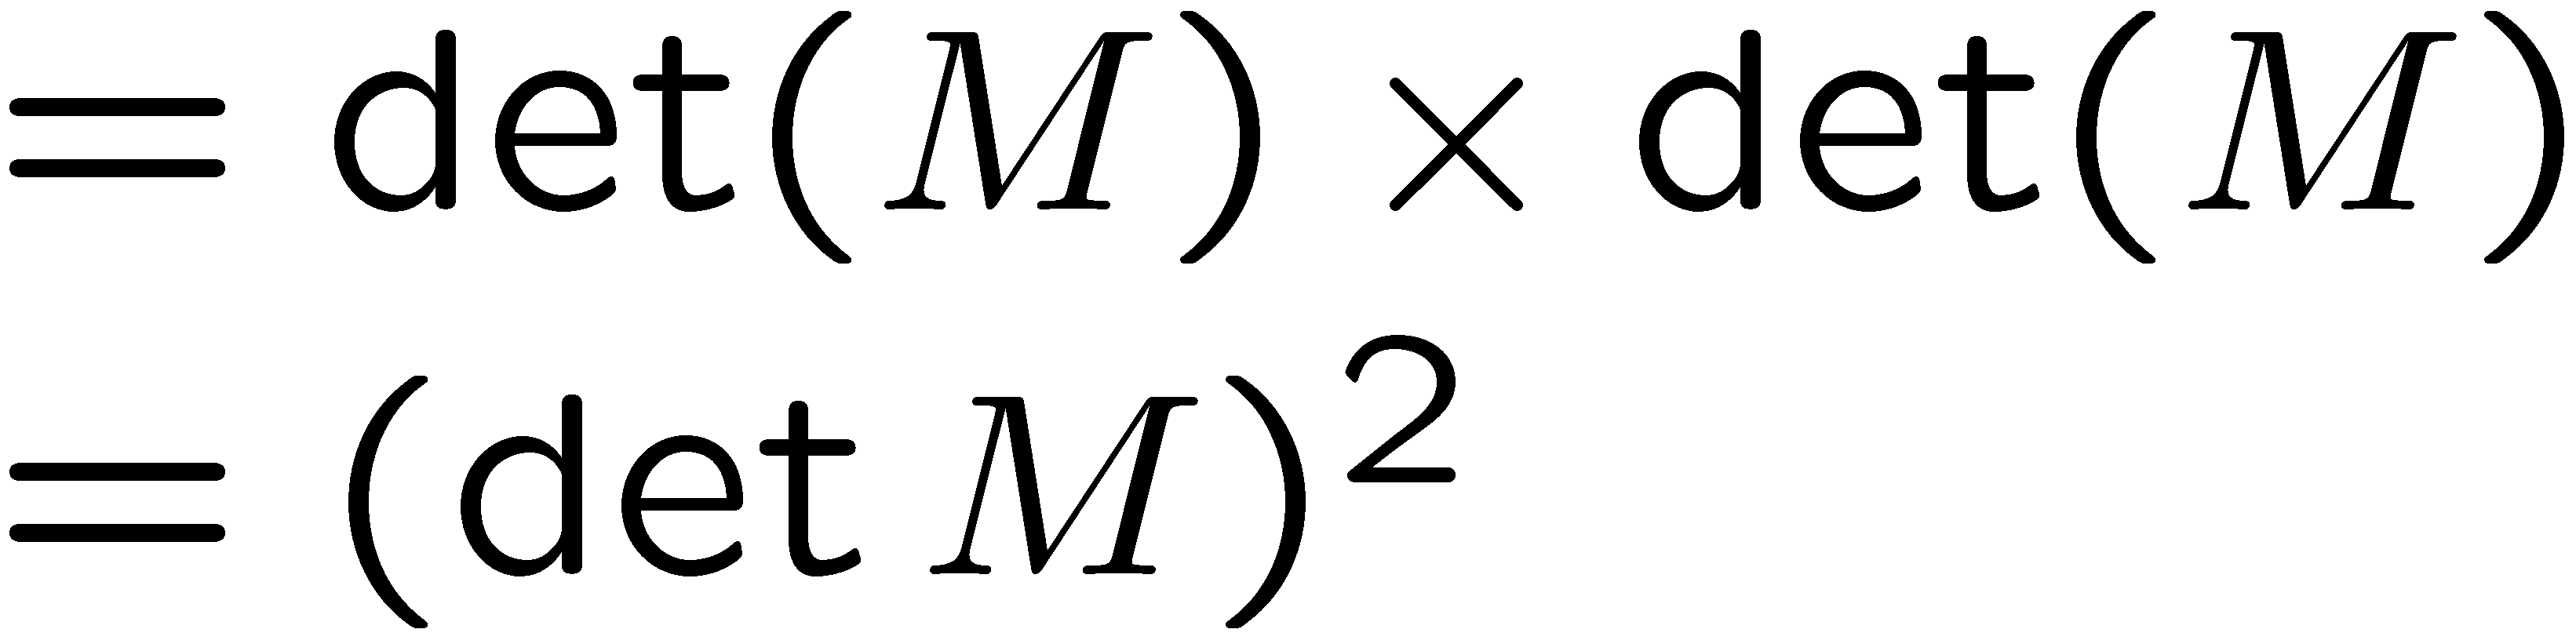 = det(M) × det(M)
= (det M)²